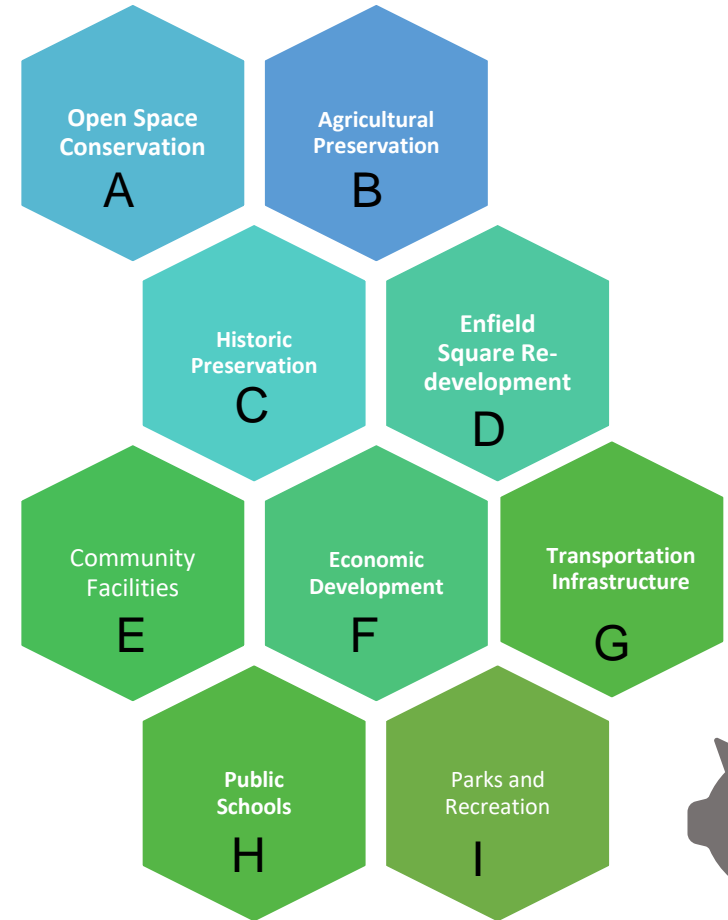 Open Space
Conservation
A
Agricultural
Preservation
B
Historic
Preservation
C
Enfield
Square Re-
development
D
Community
Facilities
E
Economic
Development
F
Transportation
Infrastructure
G
Public
Schools
H
Parks and
Recreation
I